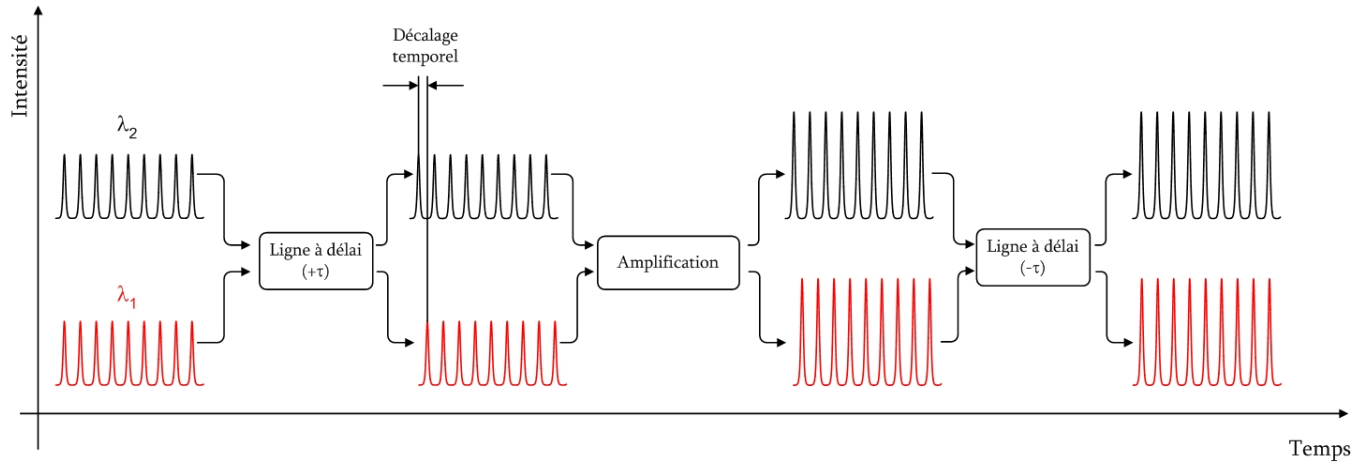 Intensité
Décalage
temporel
λ2
Ligne à délai
(+τ)
Amplification
Ligne à délai
(-τ)
λ1
Temps